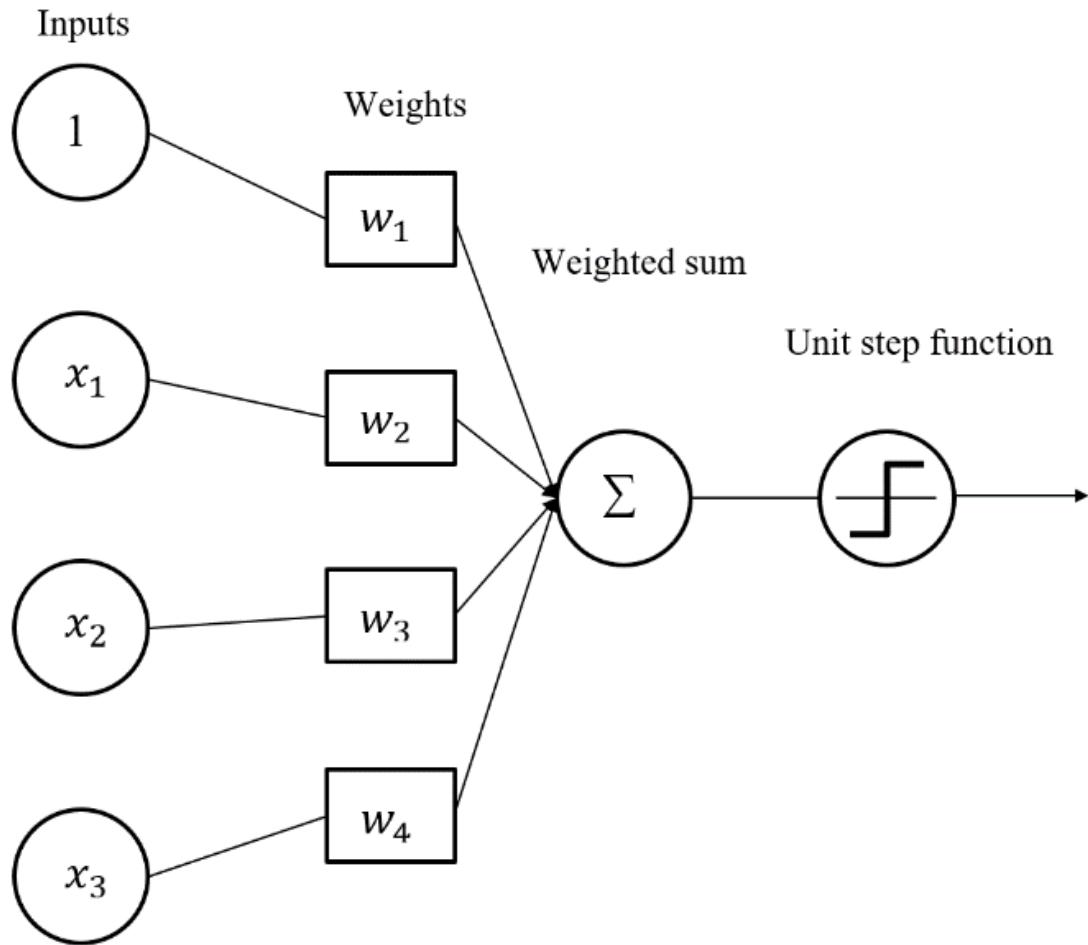 Inputs
1
Weights
w₁
Weighted sum
x₁
Unit step function
w₂
Σ
x₂
w₃
x₃
w₄